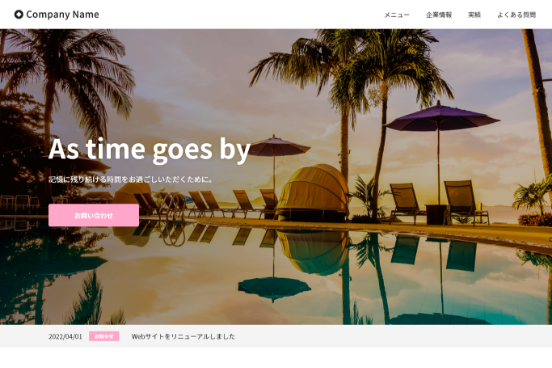 Company Name
メニュー 企業情報 実績 よくある質問
As time goes by
記憶に残り続ける時間をお過ごしいただくために。
お問い合わせ
2022/04/01 お知らせ Webサイトをリニューアルしました